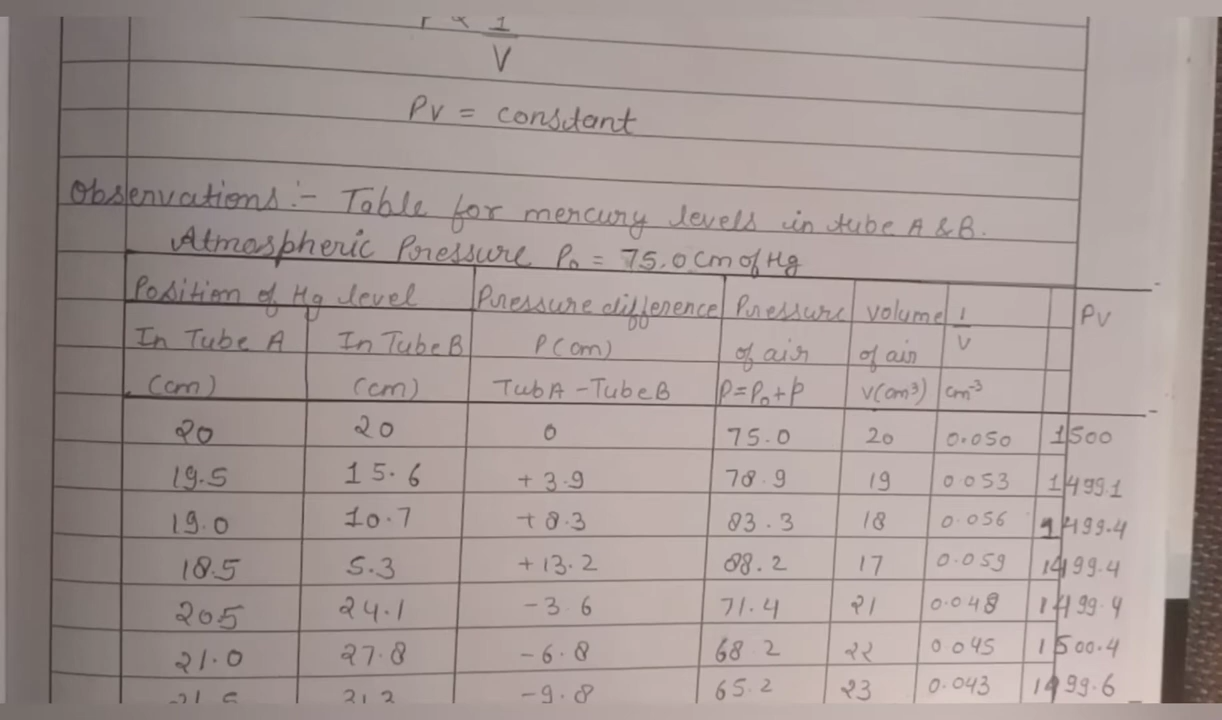 P ∝ 1
V
PV = constant
Observations :- Table for mercury levels in tube A & B.
Atmospheric Pressure P₀ = 75.0 cm of Hg
Position of Hg level Pressure difference Pressure volume 1 PV
In Tube A In Tube B P(cm) of air of air V
(cm) (cm) TubA - TubeB P=P₀+P V(cm³) cm⁻³
20 20 0 75.0 20 0.050 1500
19.5 15.6 +3.9 78.9 19 0.053 1499.1
19.0 10.7 +8.3 83.3 18 0.056 1499.4
18.5 5.3 +13.2 88.2 17 0.059 1499.4
20.5 24.1 -3.6 71.4 21 0.048 1499.4
21.0 27.8 -6.8 68.2 22 0.045 1500.4
21.5 31.3 -9.8 65.2 23 0.043 1499.6